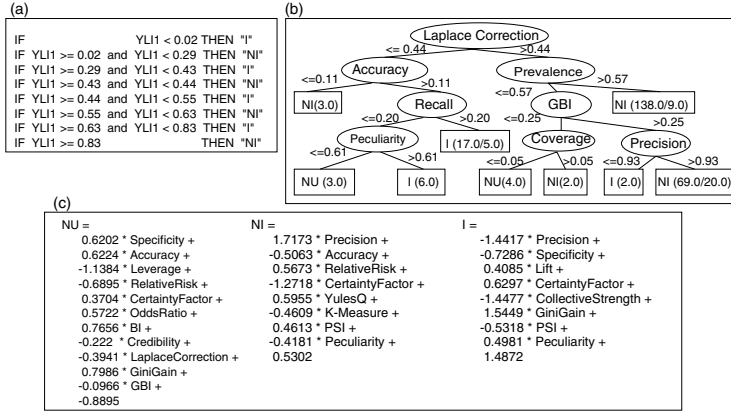 (a)
IF YLI1 < 0.02 THEN "I"
IF YLI1 >= 0.02 and YLI1 < 0.29 THEN "NI"
IF YLI1 >= 0.29 and YLI1 < 0.43 THEN "I"
IF YLI1 >= 0.43 and YLI1 < 0.44 THEN "NI"
IF YLI1 >= 0.44 and YLI1 < 0.55 THEN "I"
IF YLI1 >= 0.55 and YLI1 < 0.63 THEN "NI"
IF YLI1 >= 0.63 and YLI1 < 0.83 THEN "I"
IF YLI1 >= 0.83 THEN "NI"
(b)
Laplace Correction
<= 0.44 >0.44
Accuracy Prevalence
<=0.11 >0.11 <=0.57 >0.57
NI(3.0) Recall GBI NI (138.0/9.0)
<=0.20 >0.20 <=0.25 >0.25
Peculiarity I (17.0/5.0) Coverage Precision
<=0.61 >0.61 <=0.05 >0.05 <=0.93 >0.93
NU (3.0) I (6.0) NU(4.0) NI(2.0) I (2.0) NI (69.0/20.0)
(c)
NU =
0.6202 * Specificity +
0.6224 * Accuracy +
-1.1384 * Leverage +
-0.6895 * RelativeRisk +
0.3704 * CertaintyFactor +
0.5722 * OddsRatio +
0.7656 * BI +
-0.222 * Credibility +
-0.3941 * LaplaceCorrection +
0.7986 * GiniGain +
-0.0966 * GBI +
-0.8895
NI =
1.7173 * Precision +
-0.5063 * Accuracy +
0.5673 * RelativeRisk +
-1.2718 * CertaintyFactor +
0.5955 * YulesQ +
-0.4609 * K-Measure +
0.4613 * PSI +
-0.4181 * Peculiarity +
0.5302
I =
-1.4417 * Precision +
-0.7286 * Specificity +
0.4085 * Lift +
0.6297 * CertaintyFactor +
-1.4477 * CollectiveStrength +
1.5449 * GiniGain +
-0.5318 * PSI +
0.4981 * Peculiarity +
1.4872